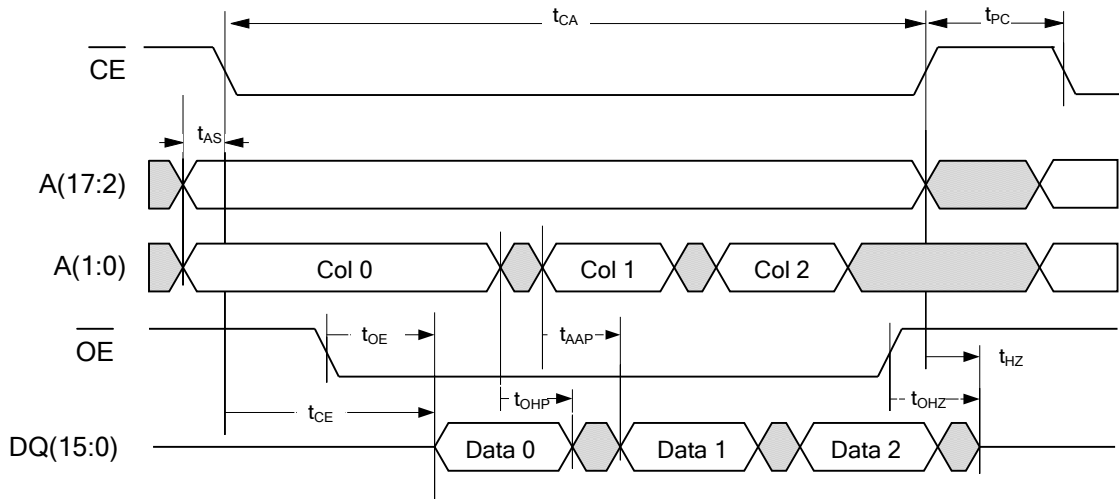 tCA
tPC
CE
tAS
A(17:2)
A(1:0)
Col 0
Col 1
Col 2
OE
tOE
tAAP
tHZ
tOHP
tOHZ
tCE
DQ(15:0)
Data 0
Data 1
Data 2